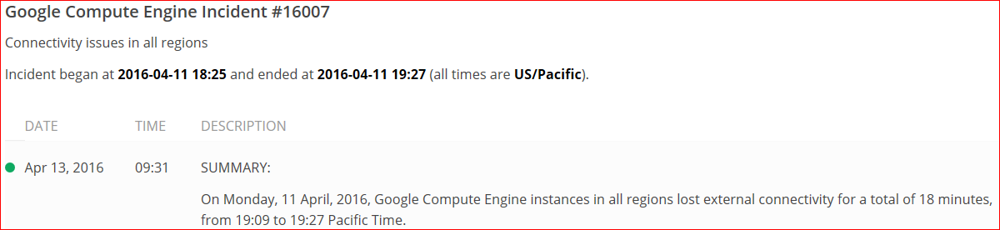 Google Compute Engine Incident #16007
Connectivity issues in all regions
Incident began at 2016-04-11 18:25 and ended at 2016-04-11 19:27 (all times are US/Pacific).
DATE TIME DESCRIPTION
Apr 13, 2016 09:31 SUMMARY:
On Monday, 11 April, 2016, Google Compute Engine instances in all regions lost external connectivity for a total of 18 minutes,
from 19:09 to 19:27 Pacific Time.